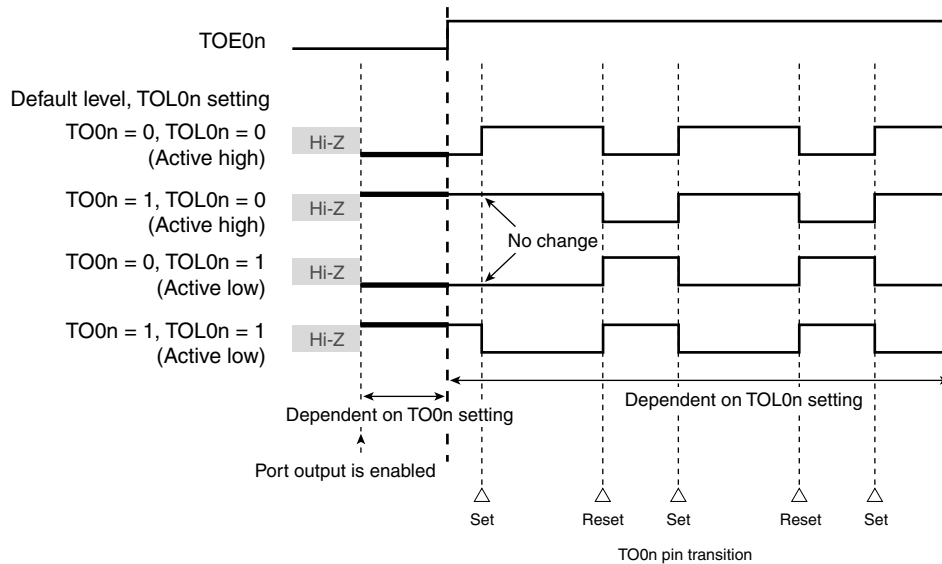 TOE0n
Default level, TOL0n setting
TO0n = 0, TOL0n = 0
(Active high)
Hi-Z
TO0n = 1, TOL0n = 0
(Active high)
Hi-Z
No change
TO0n = 0, TOL0n = 1
(Active low)
Hi-Z
TO0n = 1, TOL0n = 1
(Active low)
Hi-Z
Dependent on TO0n setting
Dependent on TOL0n setting
Port output is enabled
Set
Reset
Set
Reset
Set
TO0n pin transition